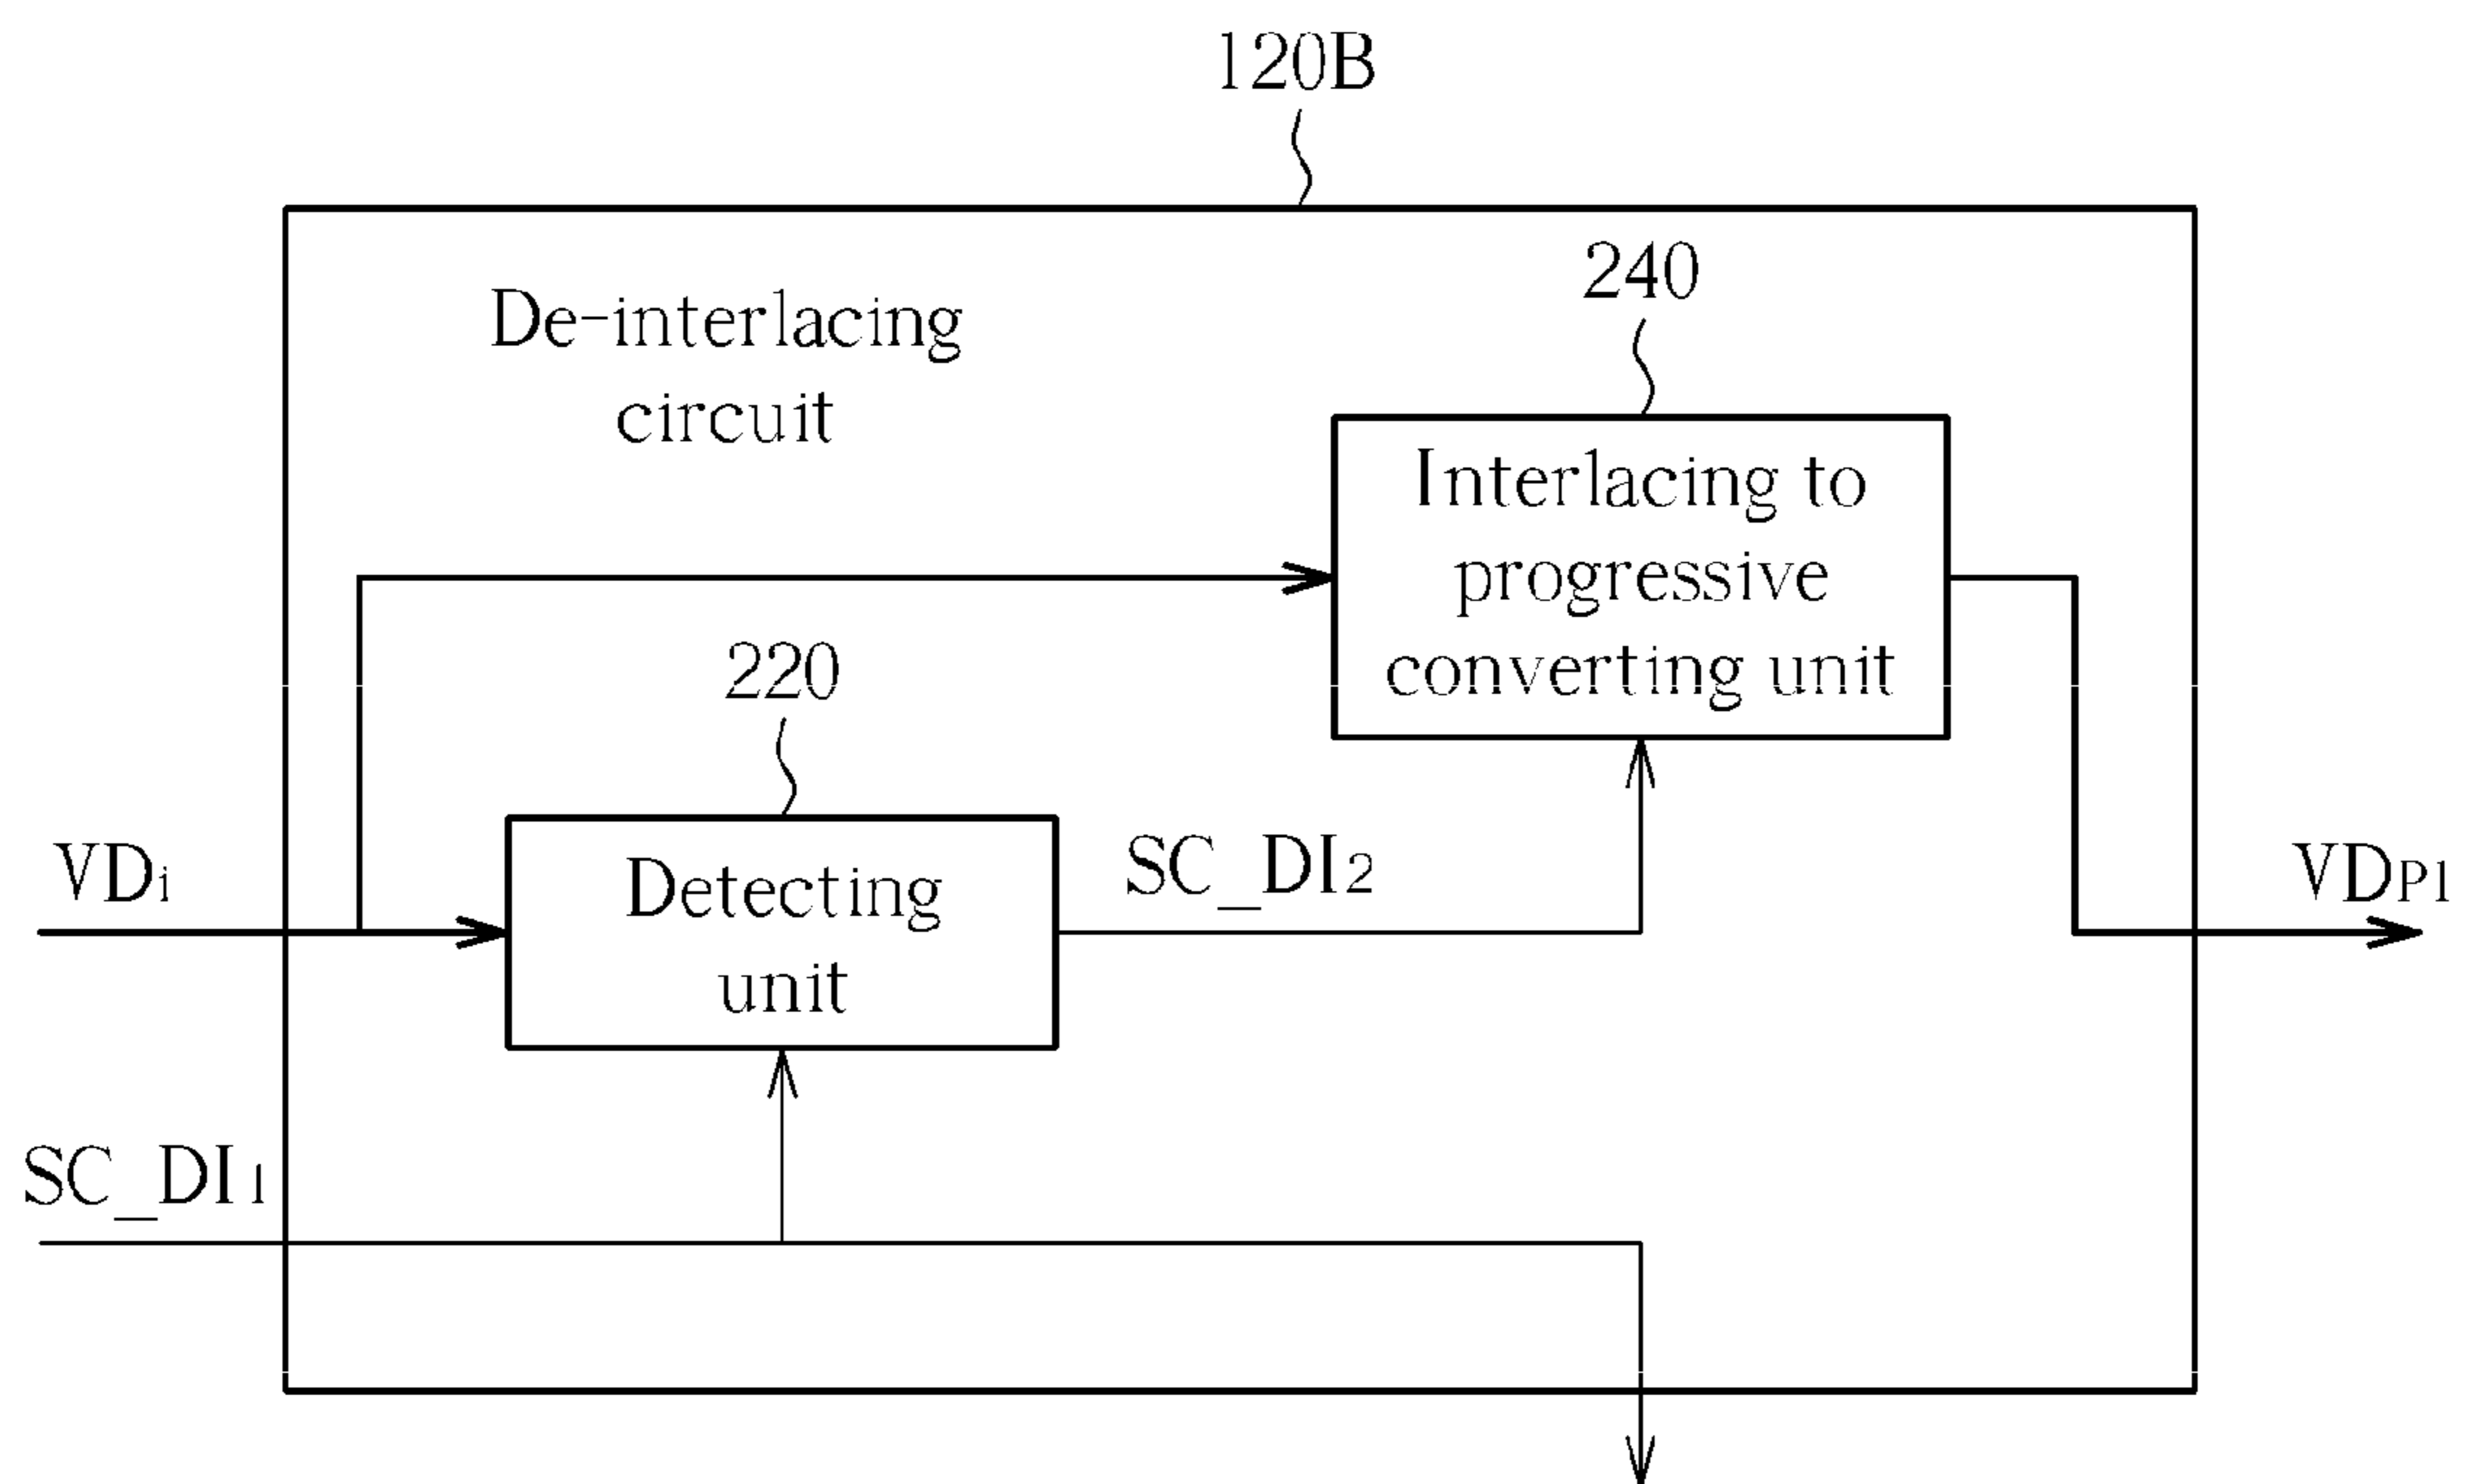 120B
De-interlacing
circuit
240
Interlacing to
progressive
converting unit
220
Detecting
unit
VDi
SC_DI2
VDP1
SC_DI1